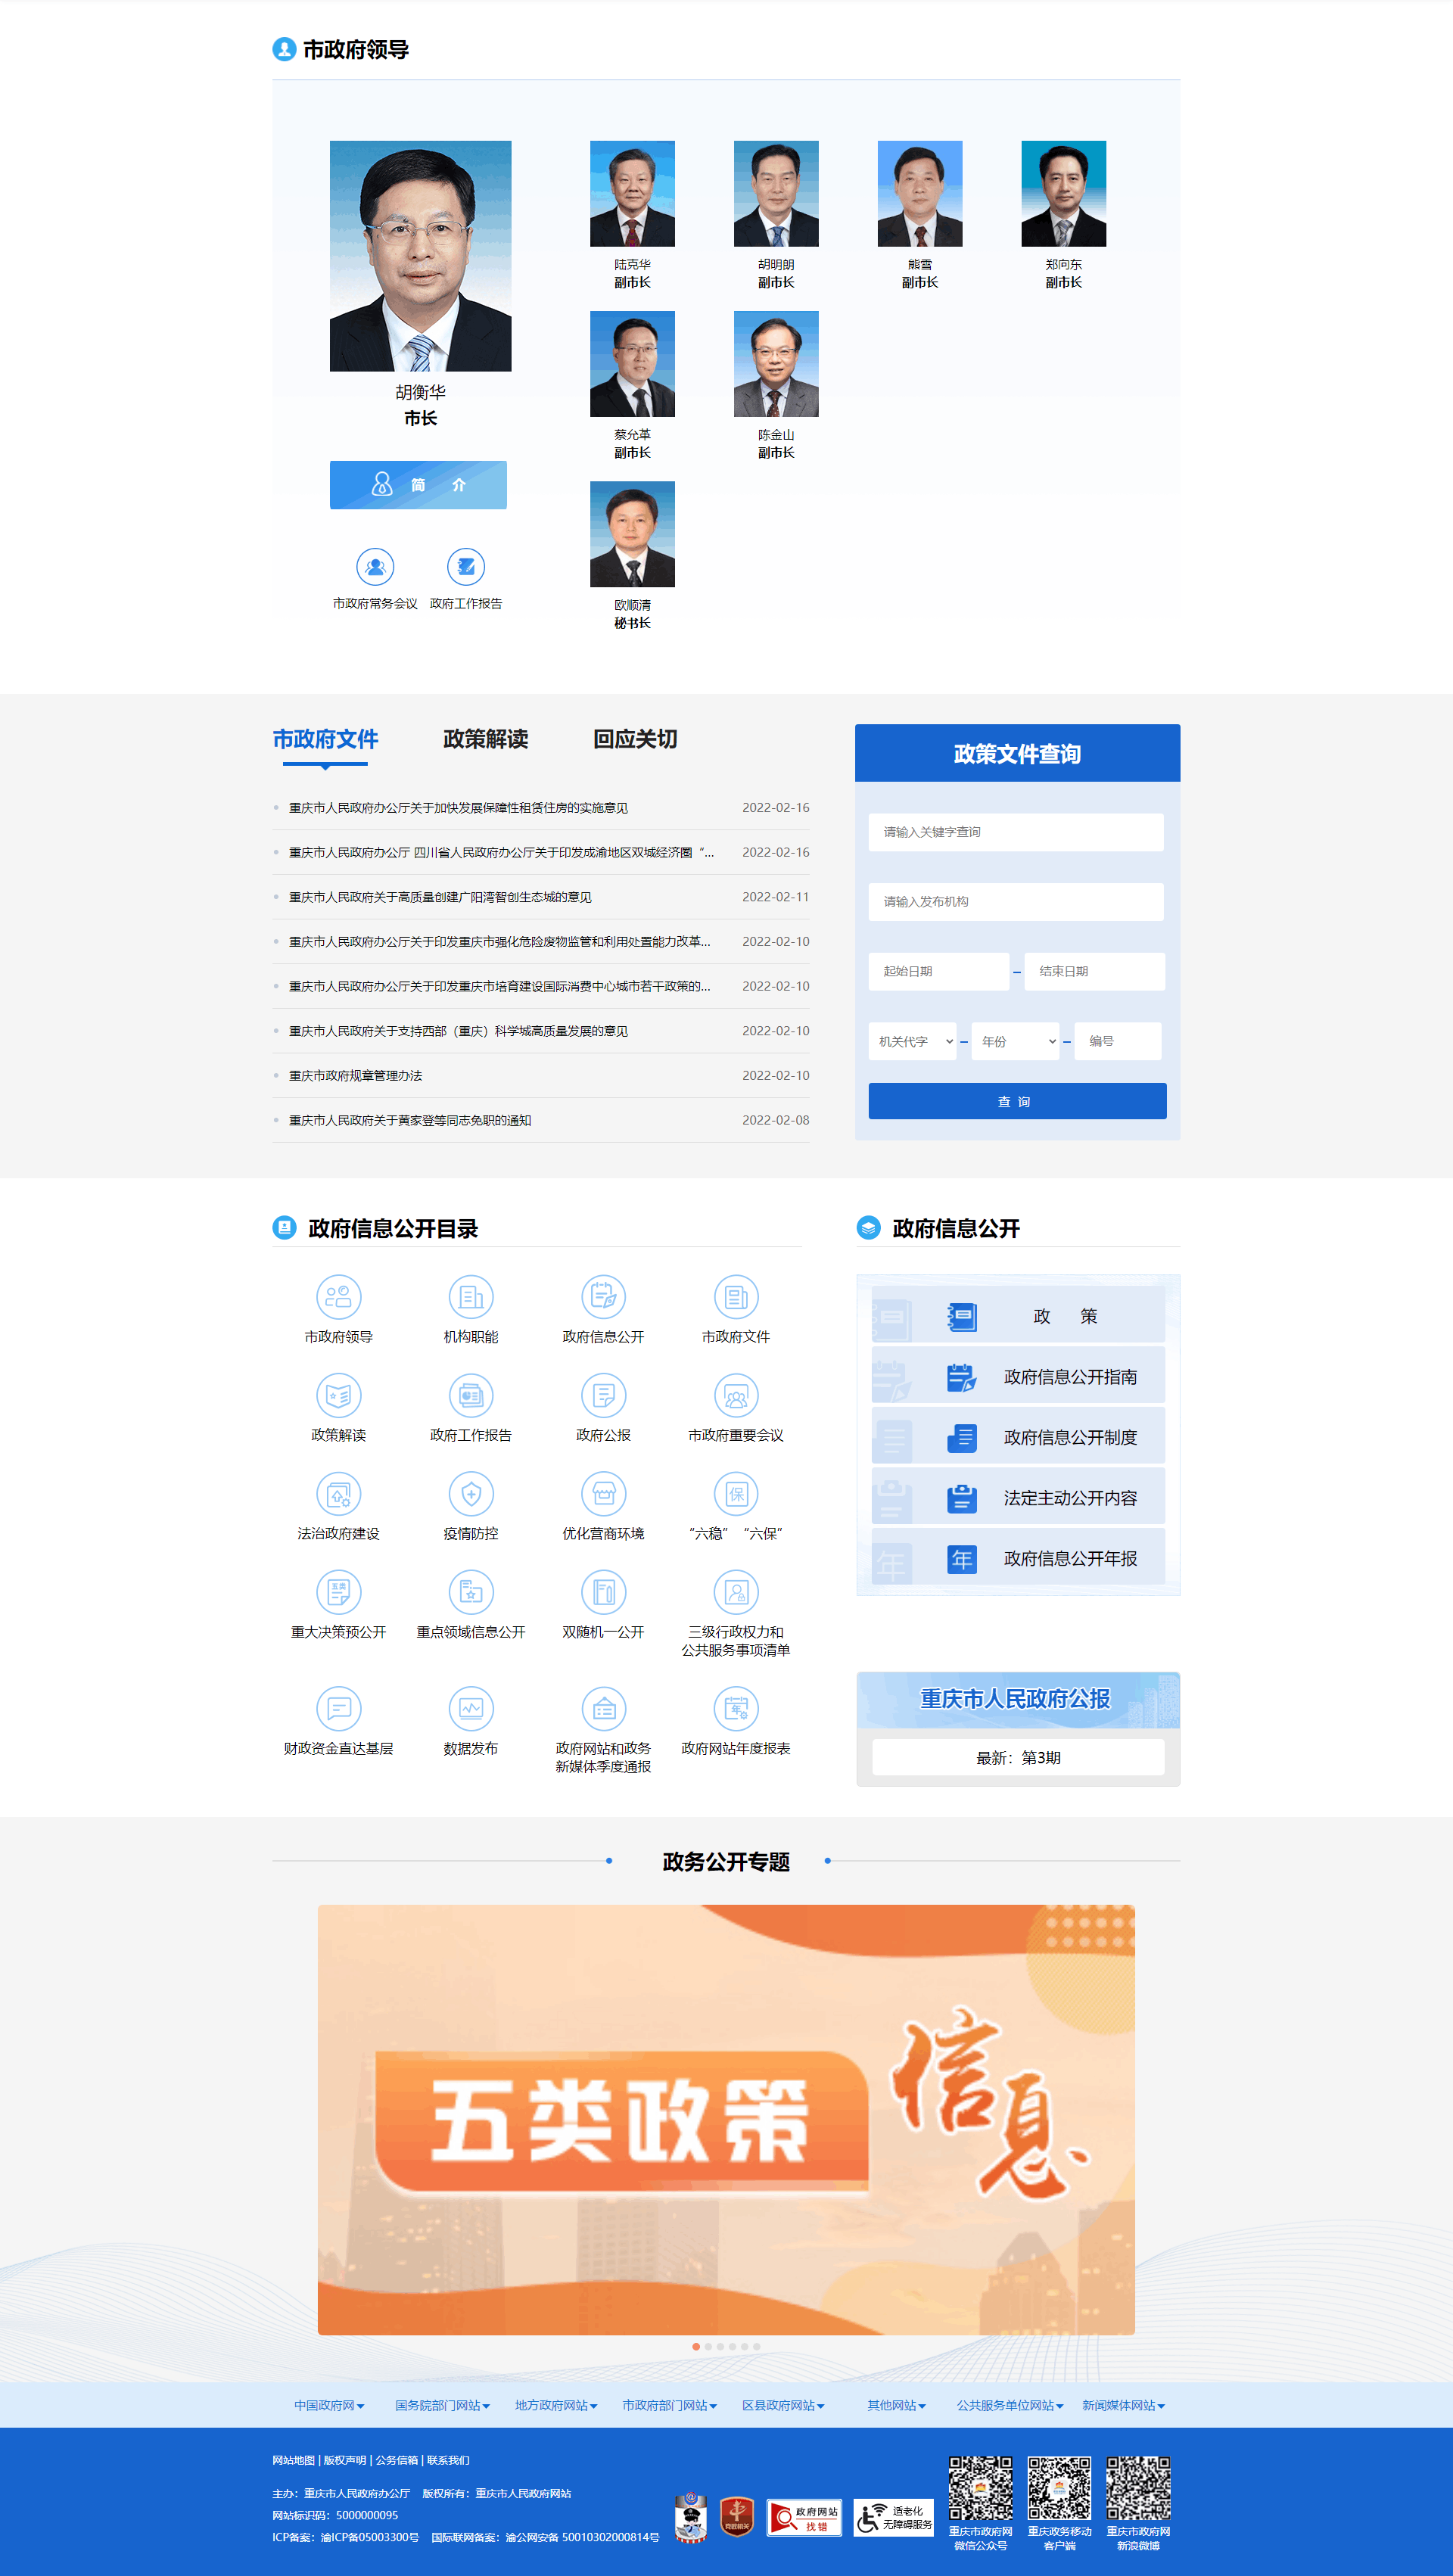 市政府领导
胡衡华
市长
简 介
市政府常务会议 政府工作报告
陆克华 胡明朗 熊雪 郑向东
副市长 副市长 副市长 副市长
蔡允革 陈金山
副市长 副市长
欧顺清
秘书长
市政府文件 政策解读 回应关切
重庆市人民政府办公厅关于加快发展保障性租赁住房的实施意见 2022-02-16
重庆市人民政府办公厅 四川省人民政府办公厅关于印发成渝地区双城经济圈“... 2022-02-16
重庆市人民政府关于高质量创建广阳湾智创生态城的意见 2022-02-11
重庆市人民政府办公厅关于印发重庆市强化危险废物监管和利用处置能力改革... 2022-02-10
重庆市人民政府办公厅关于印发重庆市培育建设国际消费中心城市若干政策的... 2022-02-10
重庆市人民政府关于支持西部（重庆）科学城高质量发展的意见 2022-02-10
重庆市政府规章管理办法 2022-02-10
重庆市人民政府关于黄家登等同志免职的通知 2022-02-08
政策文件查询
请输入关键字查询
请输入发布机构
起始日期 – 结束日期
机关代字 – 年份 – 编号
查 询
政府信息公开目录
市政府领导 机构职能 政府信息公开 市政府文件
政策解读 政府工作报告 政府公报 市政府重要会议
保
法治政府建设 疫情防控 优化营商环境 “六稳”“六保”
五类
重大决策预公开 重点领域信息公开 双随机一公开 三级行政权力和
公共服务事项清单
年
财政资金直达基层 数据发布 政府网站和政务 政府网站年度报表
新媒体季度通报
政府信息公开
政 策
政府信息公开指南
政府信息公开制度
法定主动公开内容
年 年 政府信息公开年报
重庆市人民政府公报
最新：第3期
政务公开专题
五类政策
信息
中国政府网 国务院部门网站 地方政府网站 市政府部门网站 区县政府网站 其他网站 公共服务单位网站 新闻媒体网站
网站地图 | 版权声明 | 公务信箱 | 联系我们
主办：重庆市人民政府办公厅 版权所有：重庆市人民政府网站
网站标识码：5000000095
ICP备案：渝ICP备05003300号 国际联网备案：渝公网安备 50010302000814号
党政机关
政府网站
找错
适老化
无障碍服务
重庆市政府网
微信公众号
重庆政务移动
客户端
重庆市政府网
新浪微博